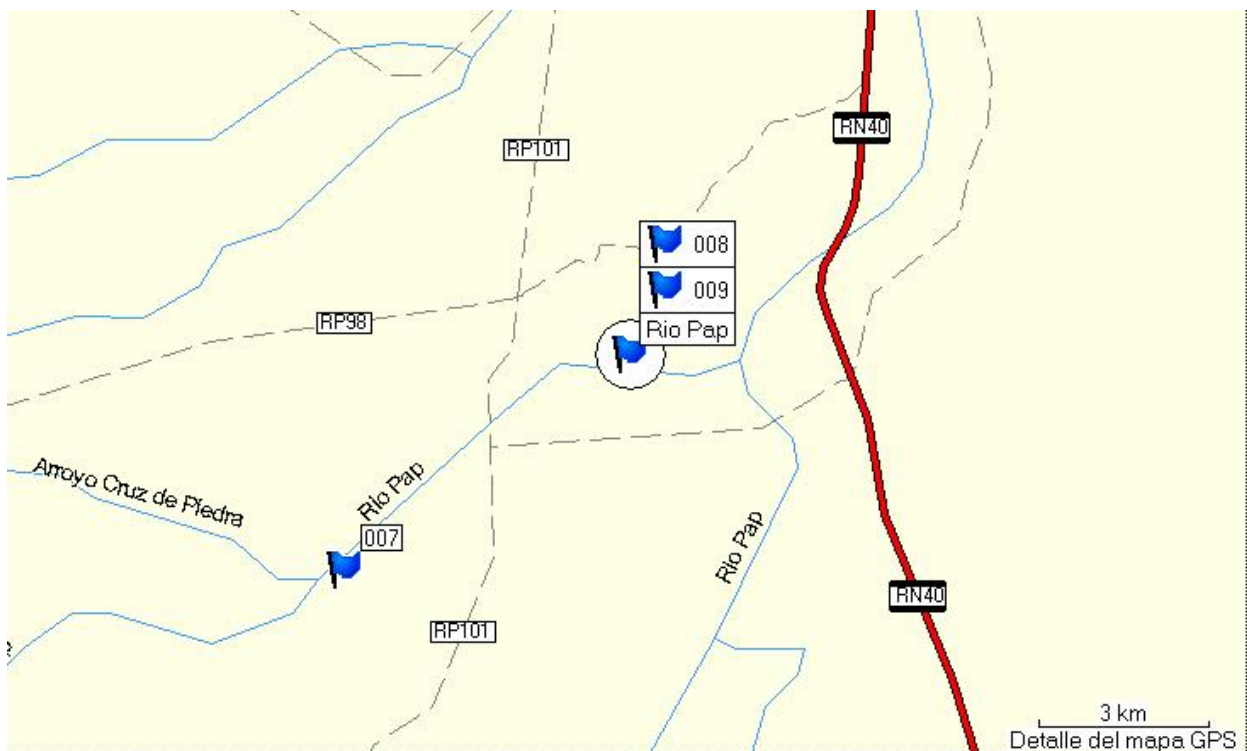 RN40
RP101
008
009
Rio Pap
RP98
Arroyo Cruz de Piedra
Rio Pap
007
Rio Pap
RN40
RP101
3 km
Detalle del mapa GPS